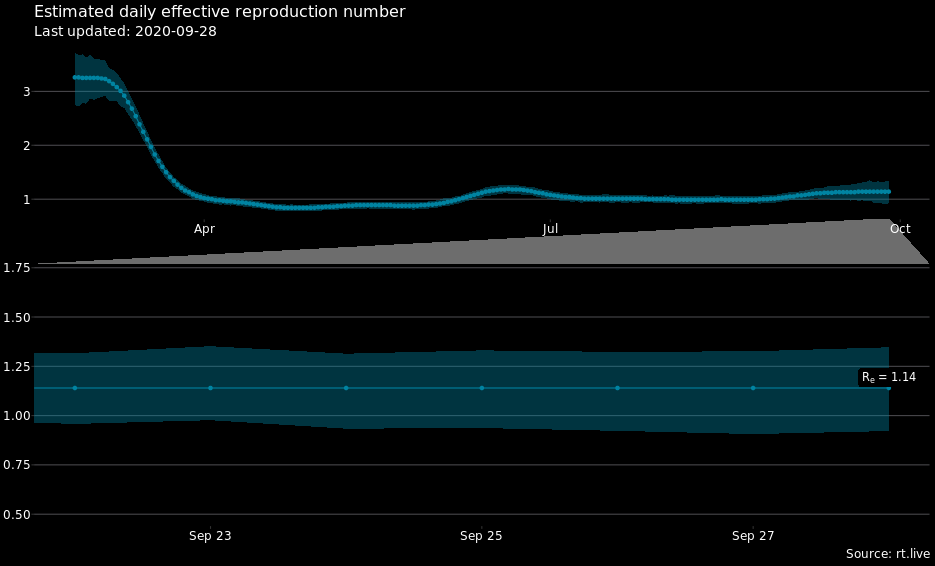 Estimated daily effective reproduction number
Last updated: 2020-09-28
3
2
1
Apr Jul Oct
1.75
1.50
1.25
Re = 1.14
1.00
0.75
0.50
Sep 23 Sep 25 Sep 27
Source: rt.live